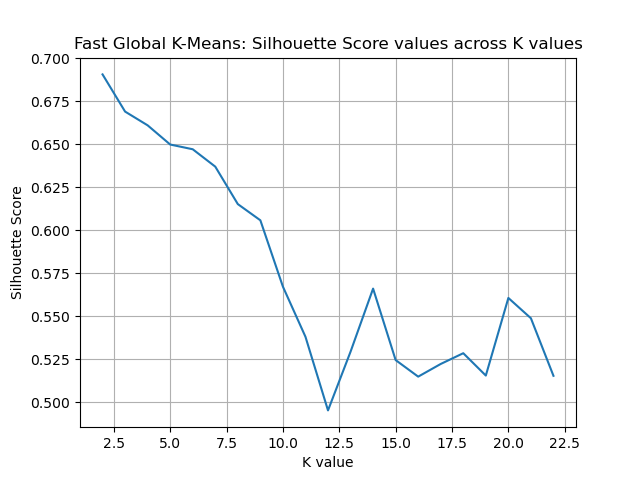 Fast Global K-Means: Silhouette Score values across K values
0.700
0.675
0.650
0.625
0.600
0.575
0.550
0.525
0.500
Silhouette Score
2.5 5.0 7.5 10.0 12.5 15.0 17.5 20.0 22.5
K value